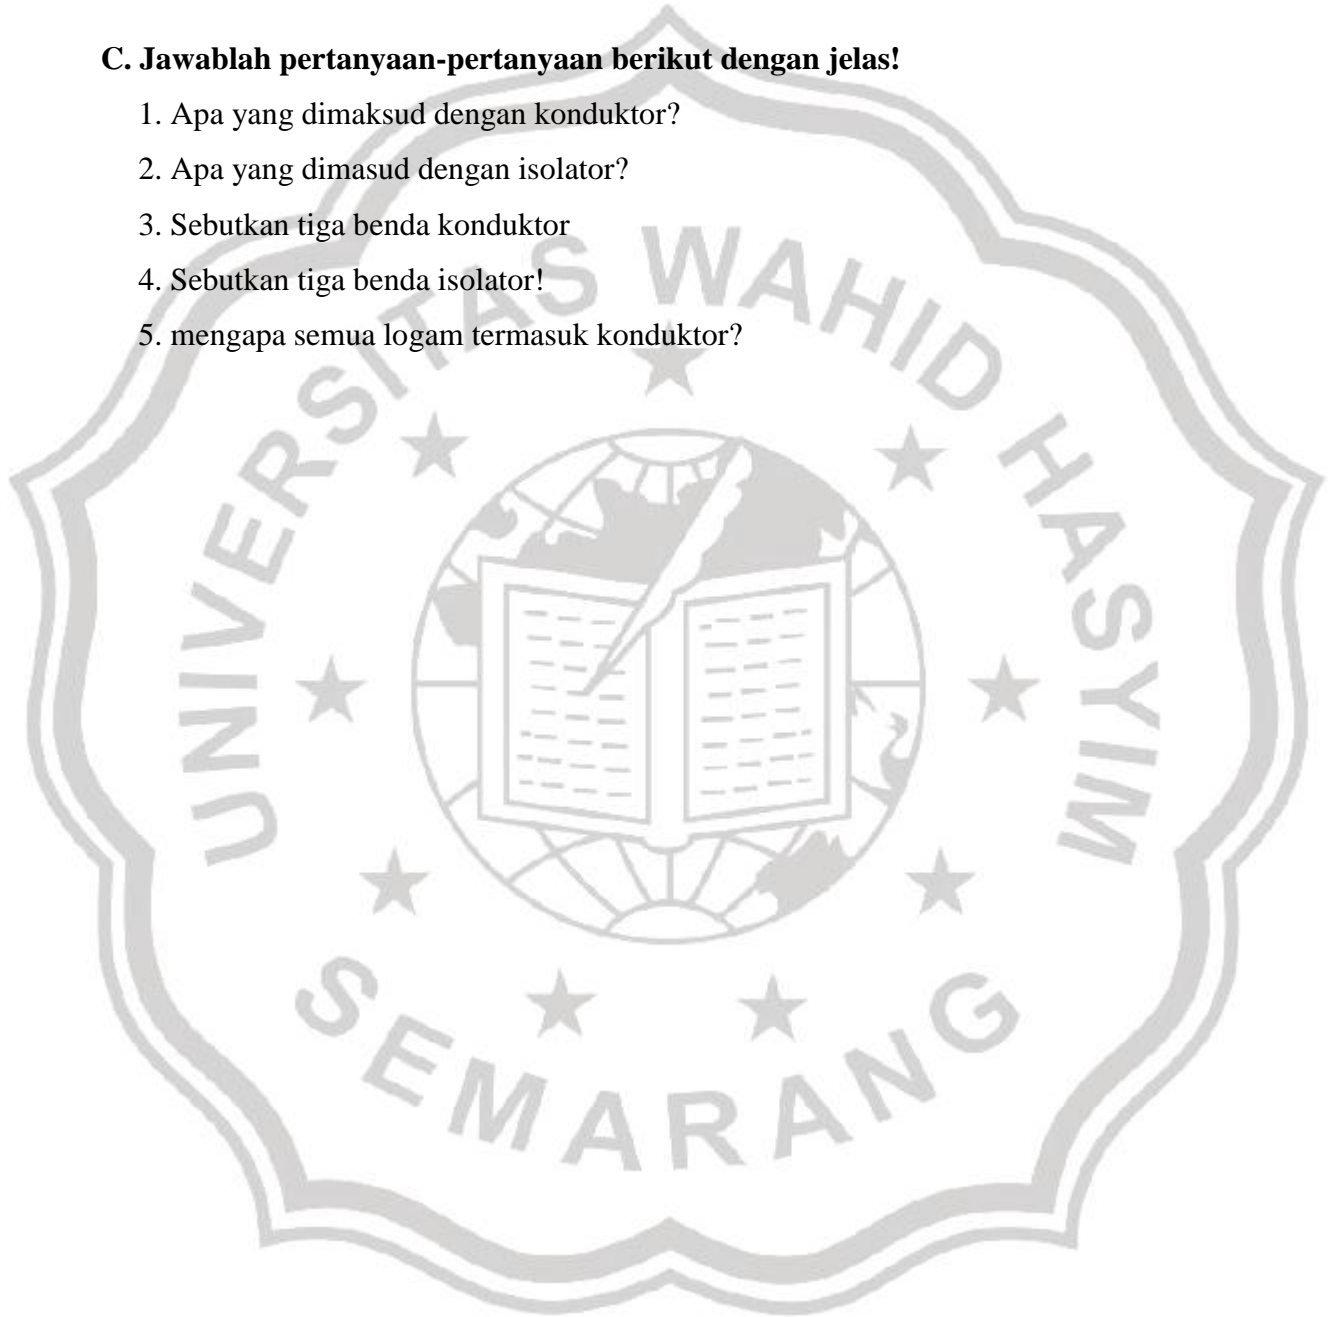 C. Jawablah pertanyaan-pertanyaan berikut dengan jelas!
1. Apa yang dimaksud dengan konduktor?
2. Apa yang dimasud dengan isolator?
3. Sebutkan tiga benda konduktor
4. Sebutkan tiga benda isolator!
5. mengapa semua logam termasuk konduktor?
UNIVERSITAS WAHID HASYIM
SEMARANG